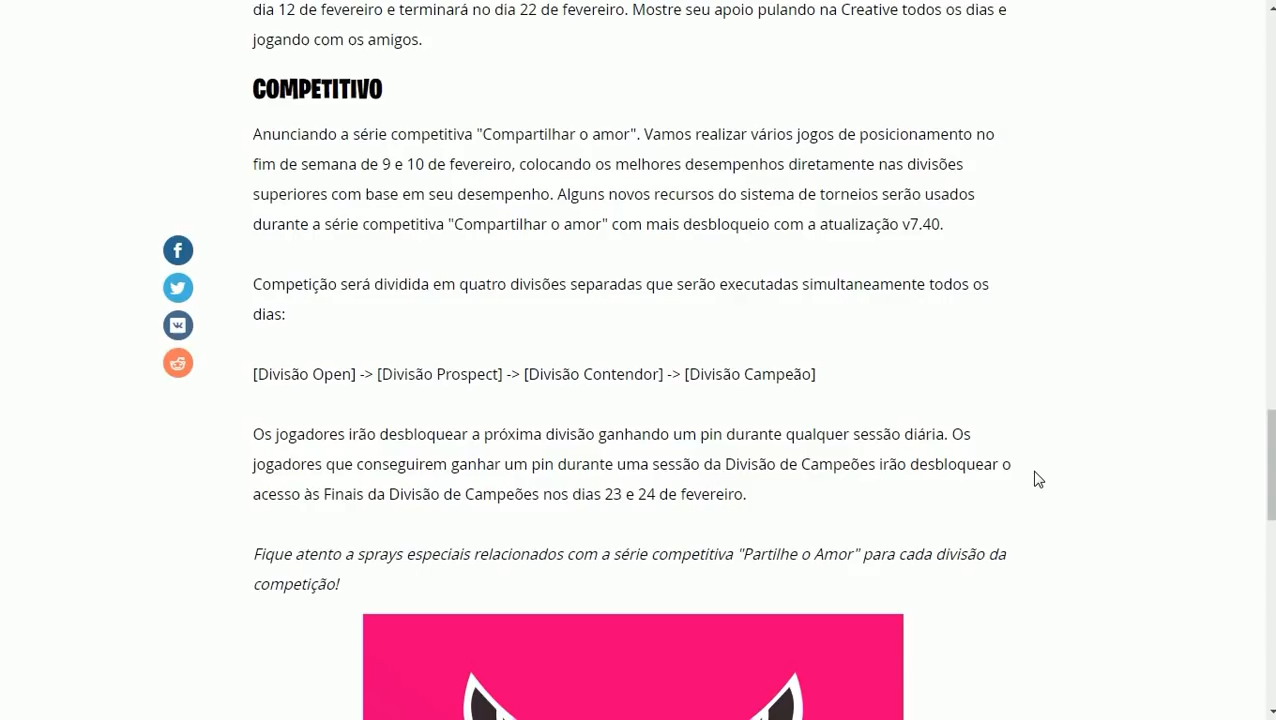 dia 12 de fevereiro e terminará no dia 22 de fevereiro. Mostre seu apoio pulando na Creative todos os dias e
jogando com os amigos.
COMPETITIVO
Anunciando a série competitiva "Compartilhar o amor". Vamos realizar vários jogos de posicionamento no
fim de semana de 9 e 10 de fevereiro, colocando os melhores desempenhos diretamente nas divisões
superiores com base em seu desempenho. Alguns novos recursos do sistema de torneios serão usados
durante a série competitiva "Compartilhar o amor" com mais desbloqueio com a atualização v7.40.
Competição será dividida em quatro divisões separadas que serão executadas simultaneamente todos os
dias:
[Divisão Open] -> [Divisão Prospect] -> [Divisão Contendor] -> [Divisão Campeão]
Os jogadores irão desbloquear a próxima divisão ganhando um pin durante qualquer sessão diária. Os
jogadores que conseguirem ganhar um pin durante uma sessão da Divisão de Campeões irão desbloquear o
acesso às Finais da Divisão de Campeões nos dias 23 e 24 de fevereiro.
Fique atento a sprays especiais relacionados com a série competitiva "Partilhe o Amor" para cada divisão da
competição!